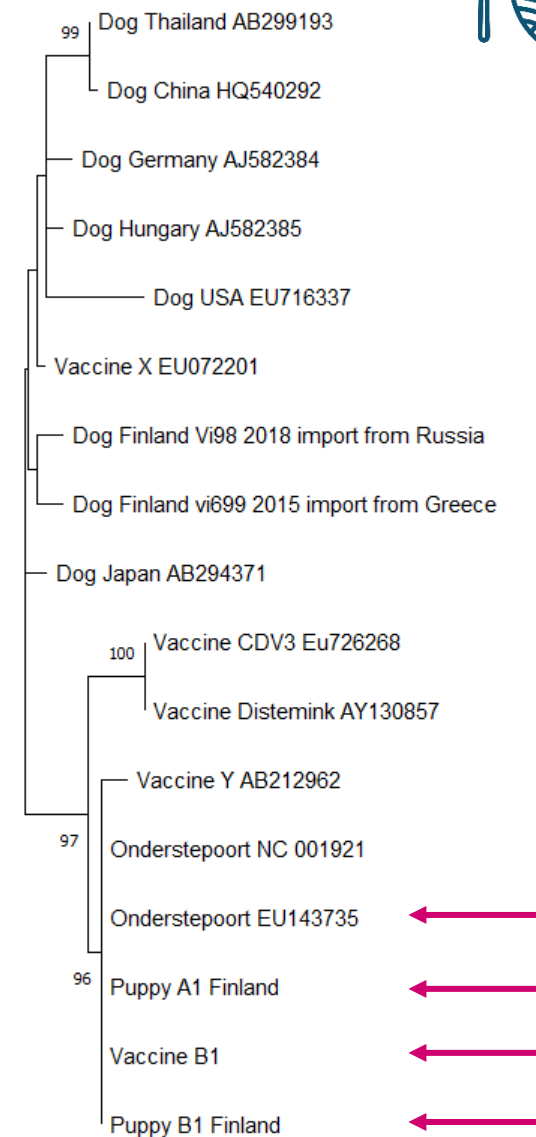 99
Dog Thailand AB299193
Dog China HQ540292
Dog Germany AJ582384
Dog Hungary AJ582385
Dog USA EU716337
Vaccine X EU072201
Dog Finland Vi98 2018 import from Russia
Dog Finland vi699 2015 import from Greece
Dog Japan AB294371
100
Vaccine CDV3 Eu726268
Vaccine Distemink AY130857
Vaccine Y AB212962
97
Onderstepoort NC 001921
Onderstepoort EU143735
96
Puppy A1 Finland
Vaccine B1
Puppy B1 Finland